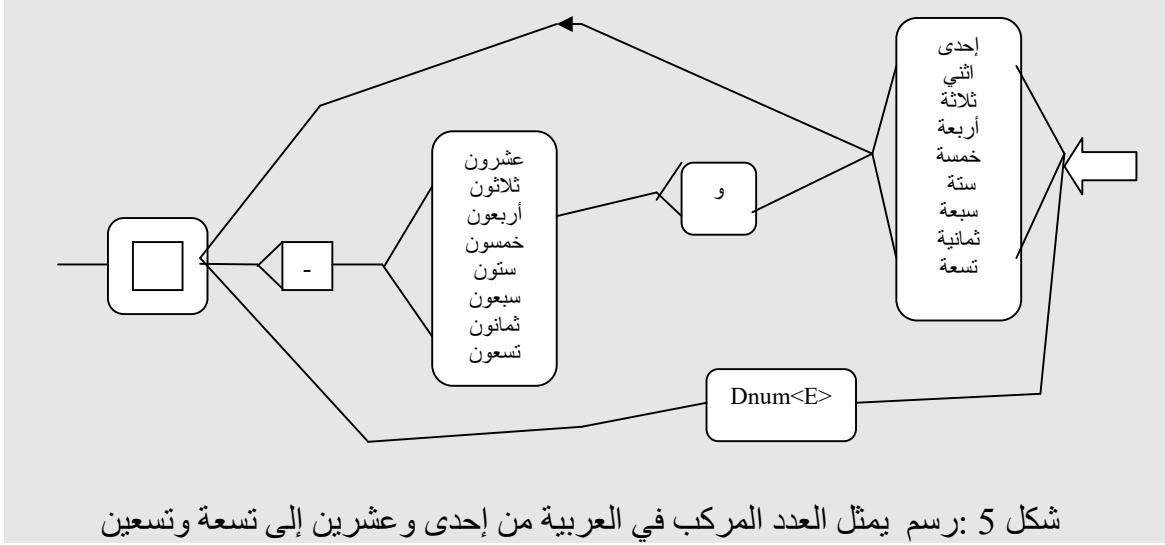 إحدى
اثني
ثلاثة
أربعة
خمسة
ستة
سبعة
ثمانية
تسعة
و
عشرون
ثلاثون
أربعون
خمسون
ستون
سبعون
ثمانون
تسعون
-
Dnum<E>
شكل 5 :رسم يمثل العدد المركب في العربية من إحدى وعشرين إلى تسعة وتسعين